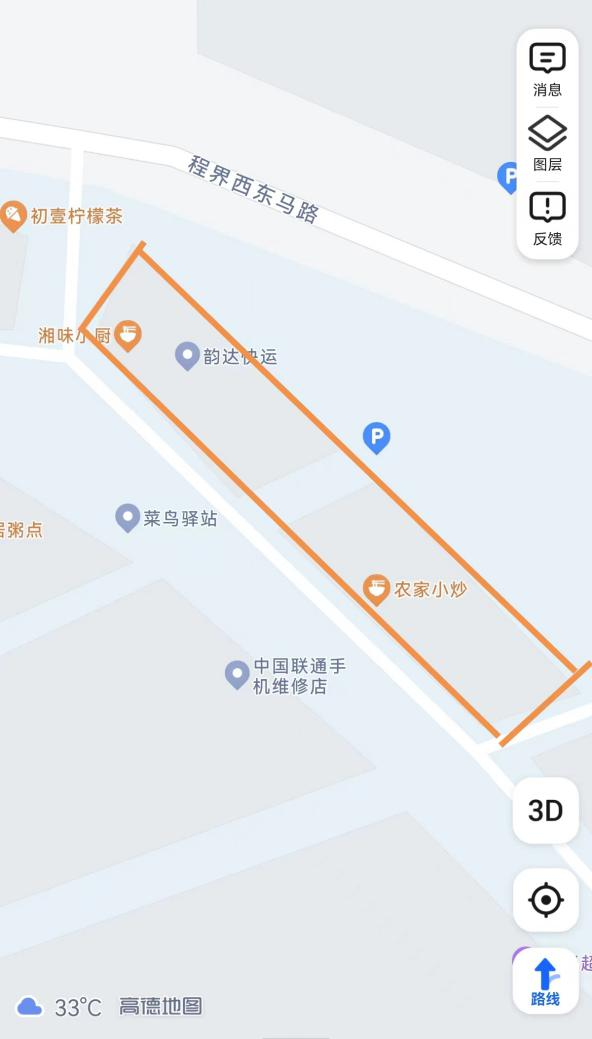 消息
图层
P
反馈
程界西东马路
初壹柠檬茶
湘味小厨
韵达快运
P
菜鸟驿站
居粥点
农家小炒
中国联通手
机维修店
3D
超
路线
33°C 高德地图